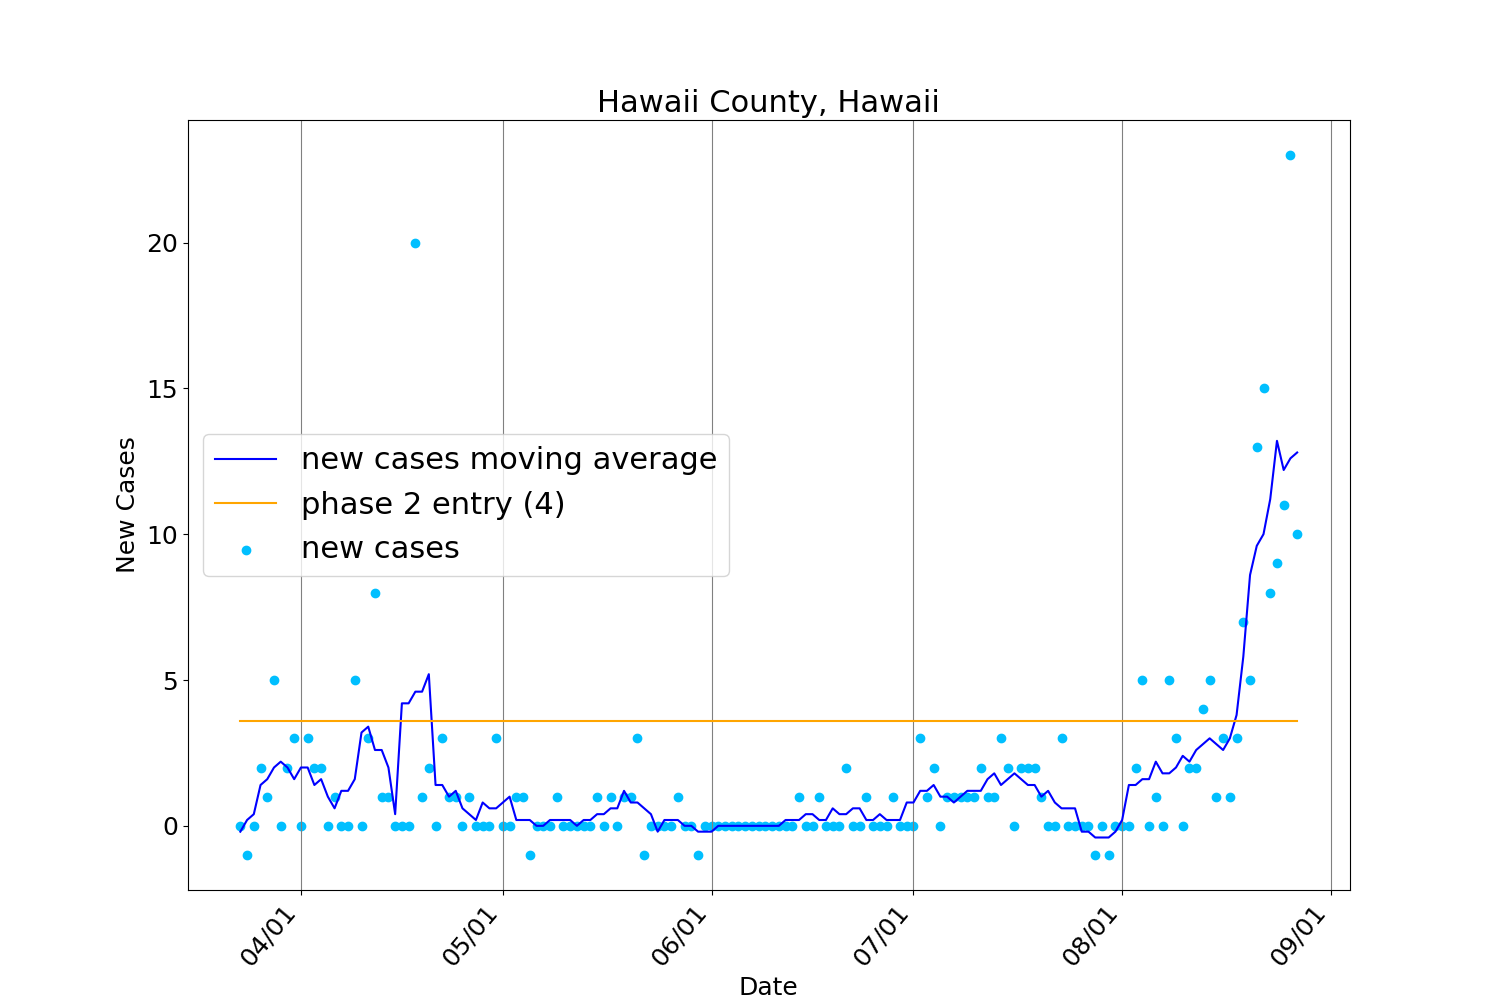 Hawaii County, Hawaii
New Cases
20
15
10
5
0
new cases moving average
phase 2 entry (4)
new cases
04/01
05/01
06/01
07/01
08/01
09/01
Date